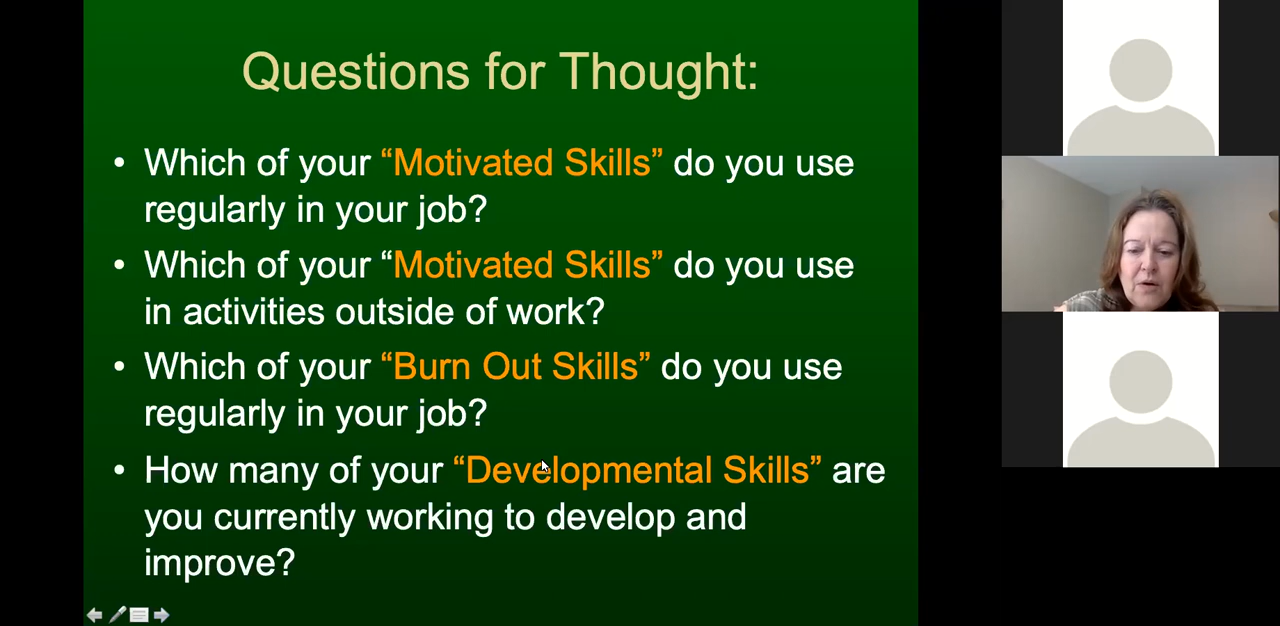 Questions for Thought:
• Which of your “Motivated Skills” do you use
regularly in your job?
• Which of your “Motivated Skills” do you use
in activities outside of work?
• Which of your “Burn Out Skills” do you use
regularly in your job?
• How many of your “Developmental Skills” are
you currently working to develop and
improve?